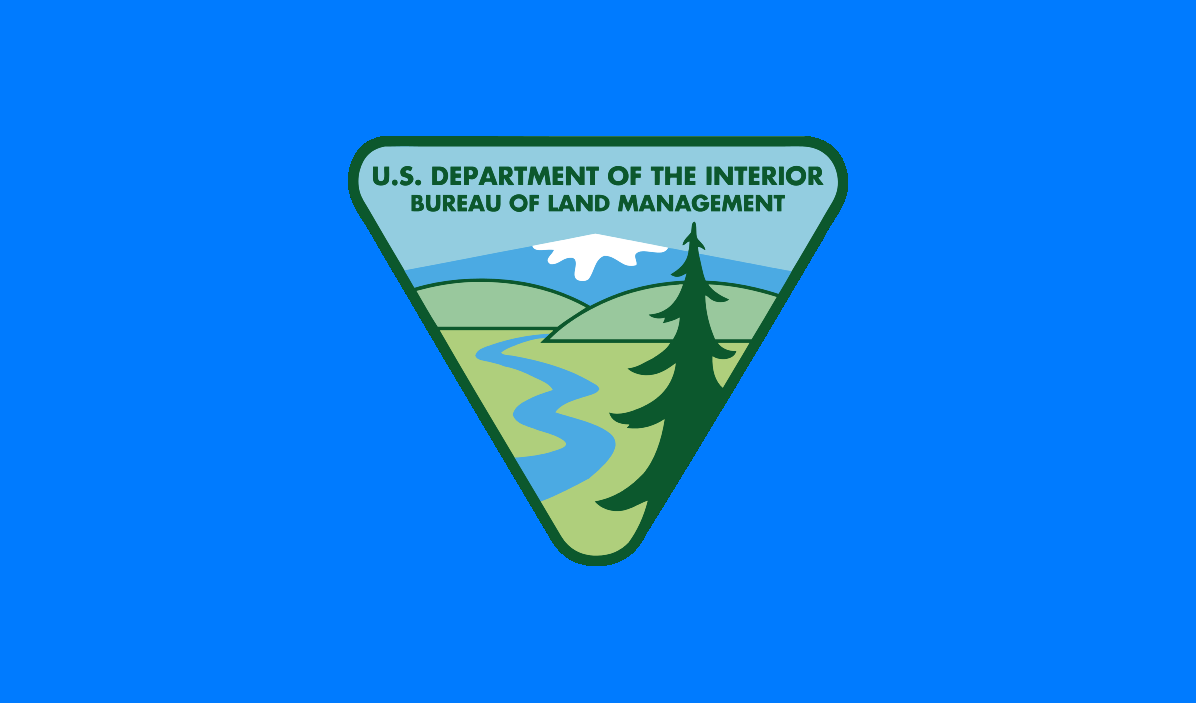 U.S. DEPARTMENT OF THE INTERIOR
BUREAU OF LAND MANAGEMENT